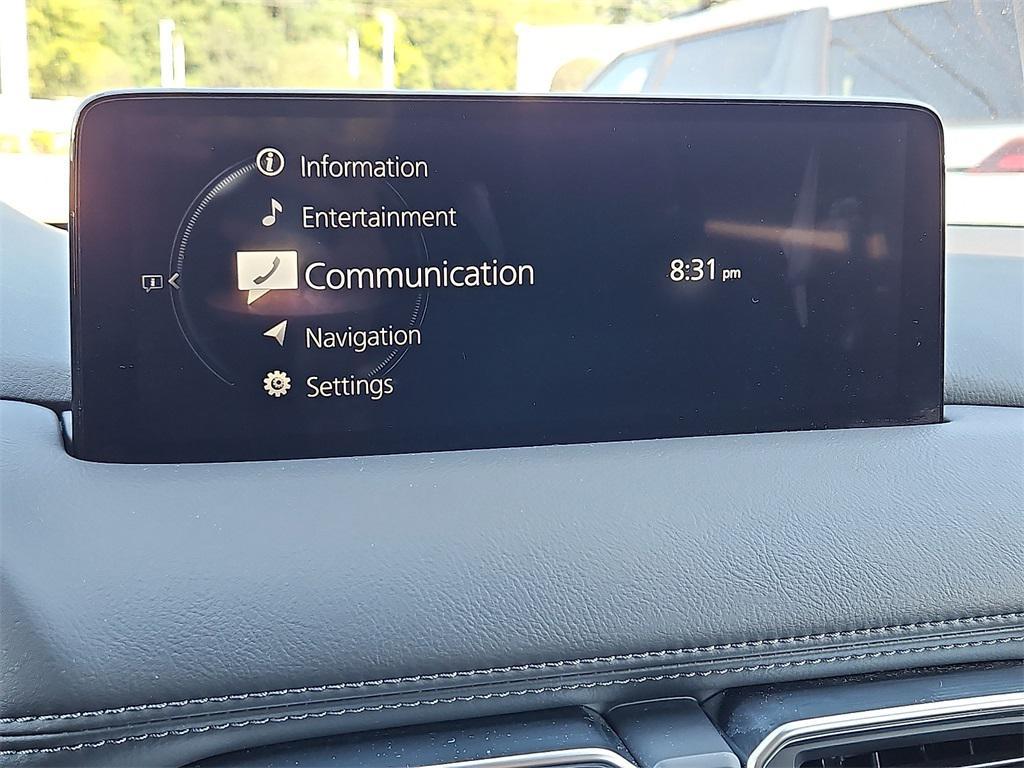 Information
Entertainment
Communication
8:31 pm
Navigation
Settings